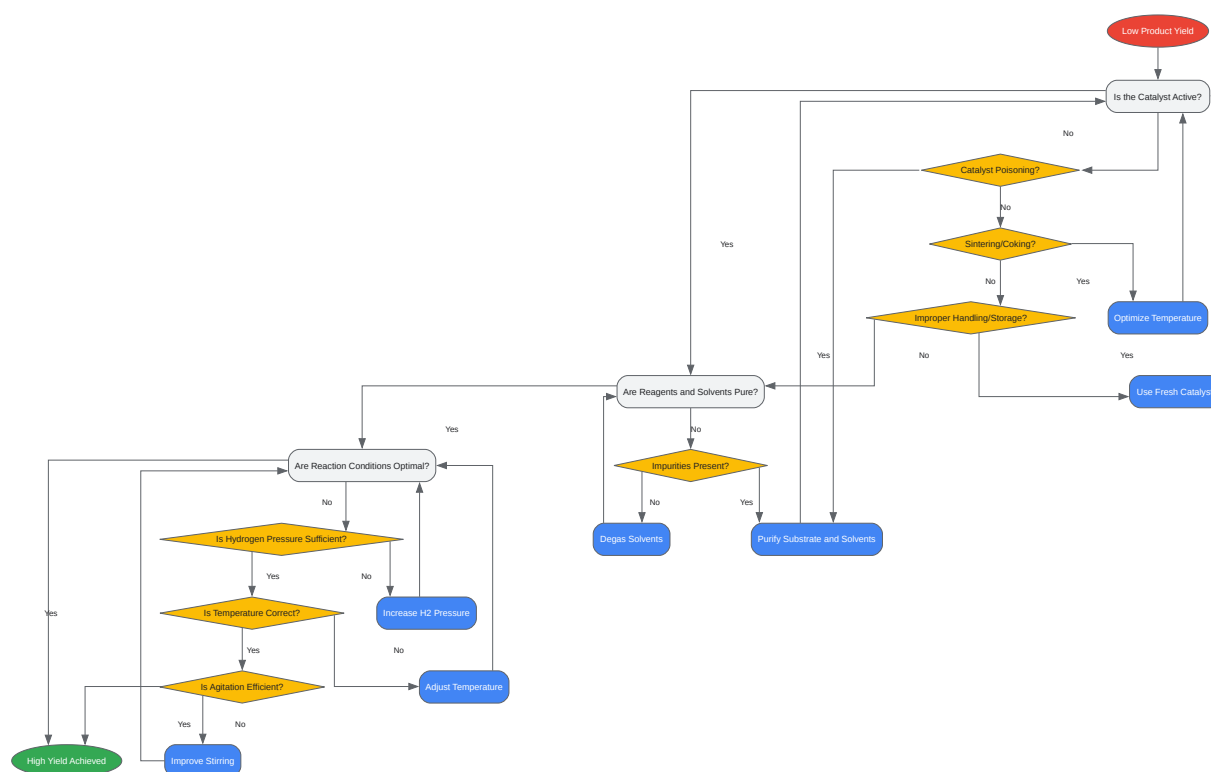 Low Product Yield
Is the Catalyst Active?
No
Catalyst Poisoning?
No
Yes
Sintering/Coking?
No
Yes
Improper Handling/Storage?
Optimize Temperature
Yes
No
Yes
Are Reagents and Solvents Pure?
Use Fresh Catalys
Yes
No
Are Reaction Conditions Optimal?
Impurities Present?
No
No
Yes
Is Hydrogen Pressure Sufficient?
Degas Solvents
Purify Substrate and Solvents
Yes
No
Yes
Is Temperature Correct?
Increase H2 Pressure
Yes
No
Is Agitation Efficient?
Adjust Temperature
Yes
No
High Yield Achieved
Improve Stirring